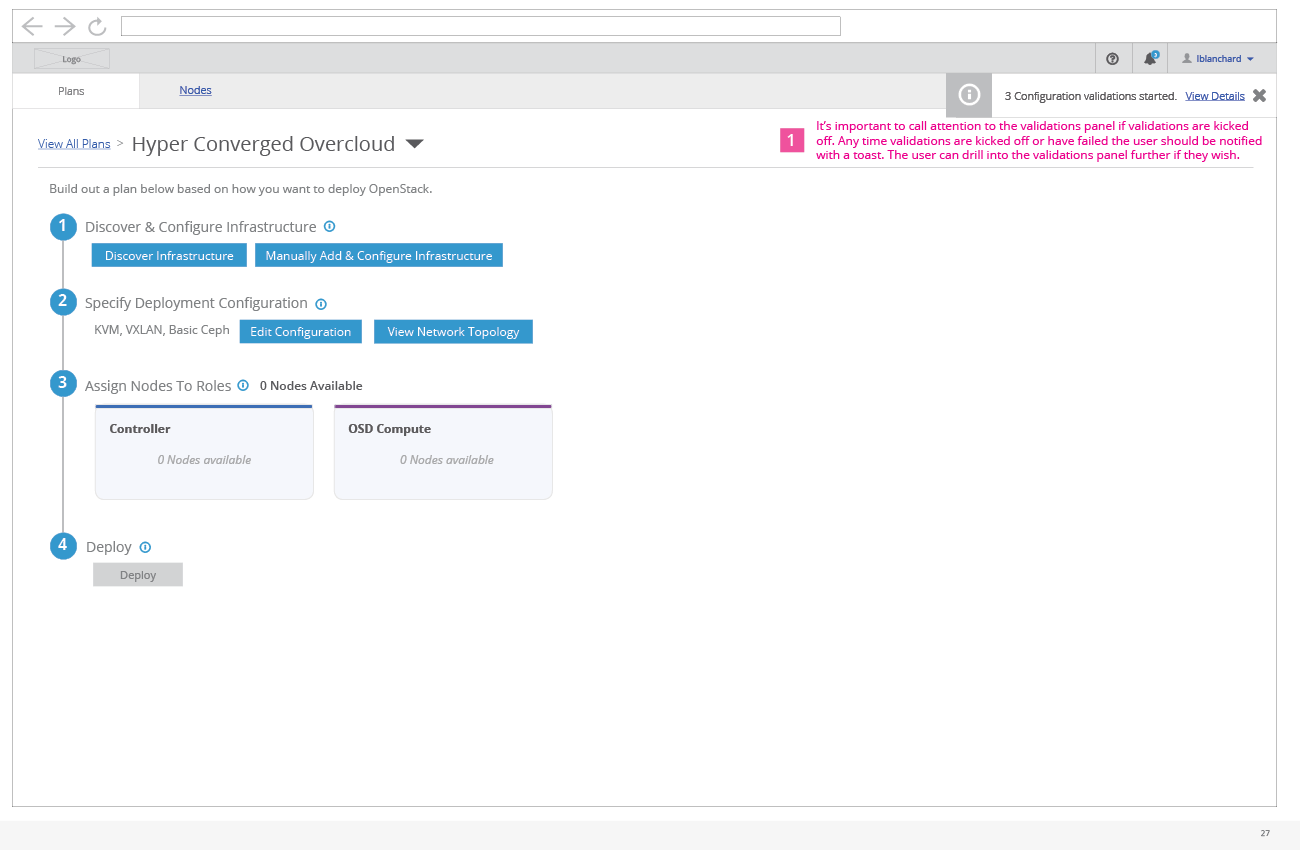 Logo
3
lblanchard
Plans
Nodes
3 Configuration validations started. View Details
View All Plans > Hyper Converged Overcloud
1
It's important to call attention to the validations panel if validations are kicked
off. Any time validations are kicked off or have failed the user should be notified
with a toast. The user can drill into the validations panel further if they wish.
Build out a plan below based on how you want to deploy OpenStack.
1 Discover & Configure Infrastructure
Discover Infrastructure
Manually Add & Configure Infrastructure
2 Specify Deployment Configuration
KVM, VXLAN, Basic Ceph
Edit Configuration
View Network Topology
3 Assign Nodes To Roles 0 Nodes Available
Controller
0 Nodes available
OSD Compute
0 Nodes available
4 Deploy
Deploy
27